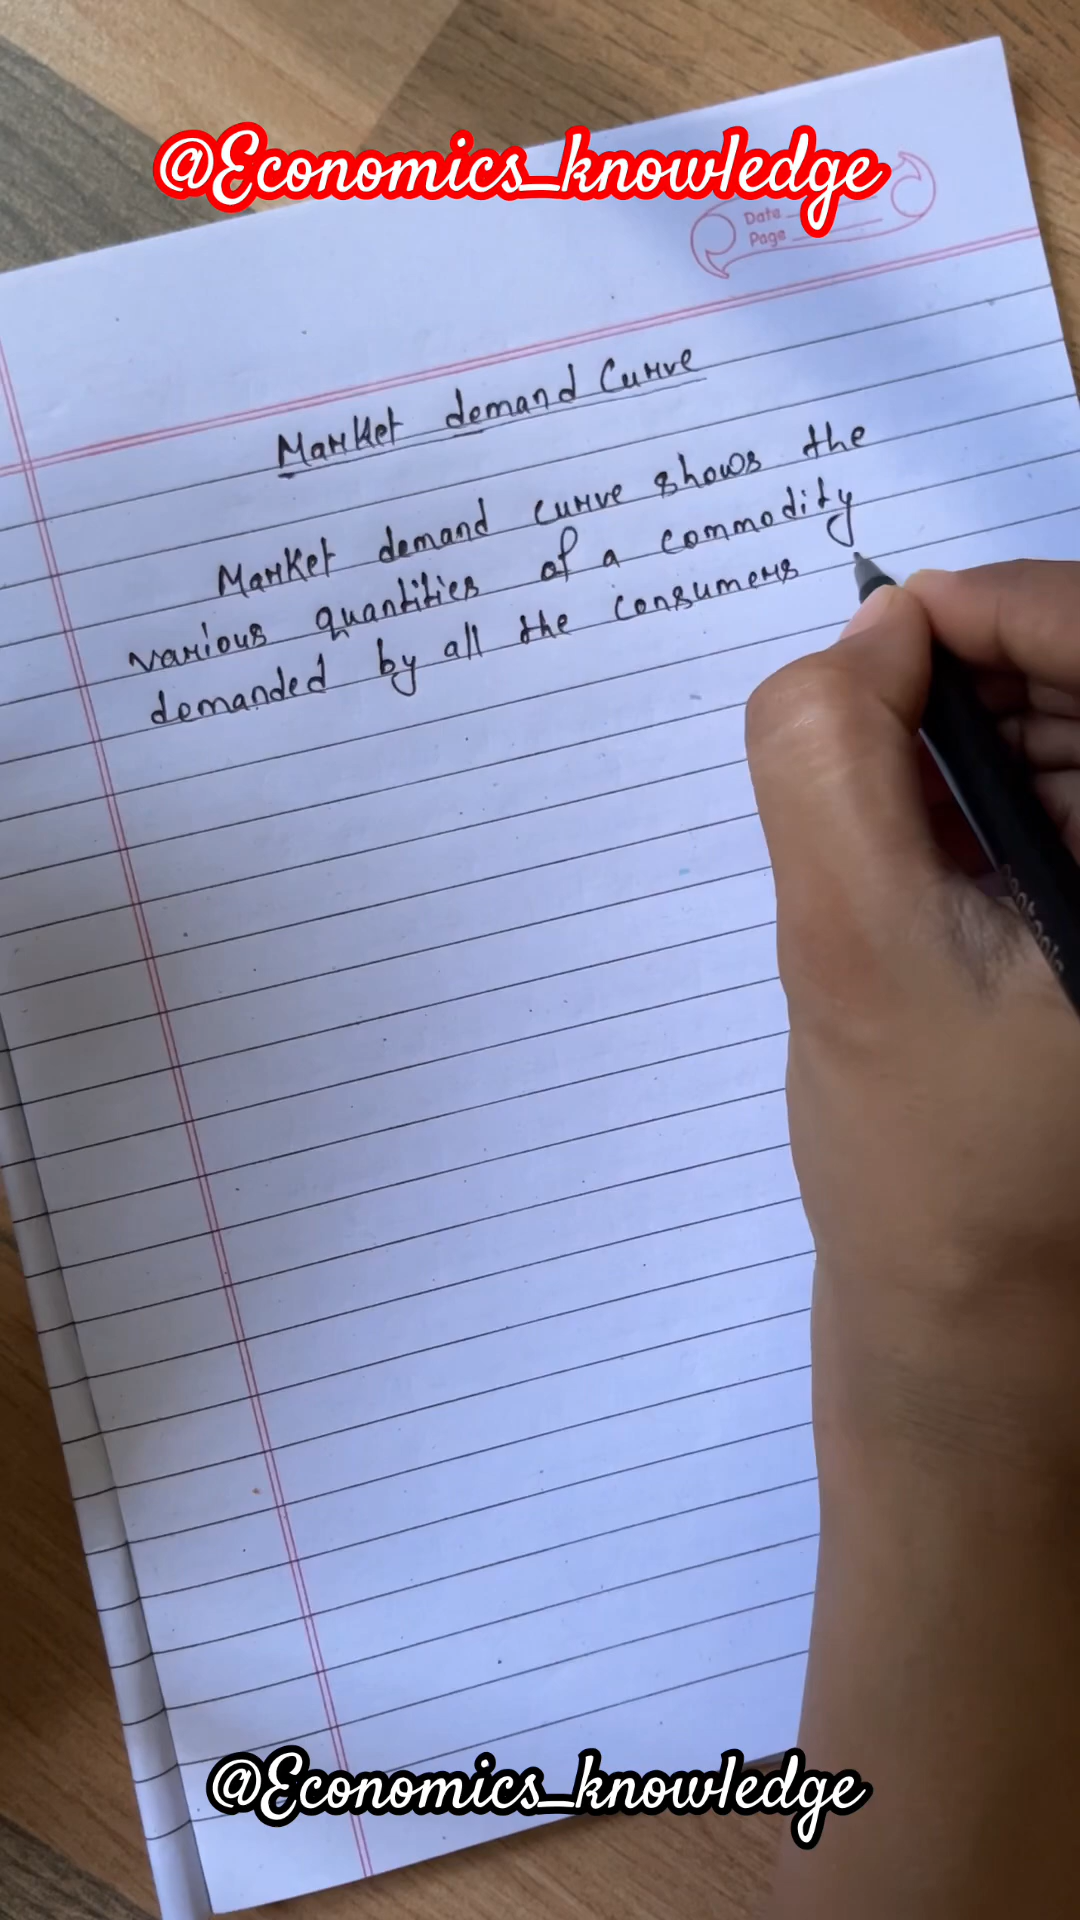 @Economics_knowledge
Date
Page
Market demand Curve
Market demand curve shows the
various quantities of a commodity
demanded by all the consumers
@Economics_knowledge